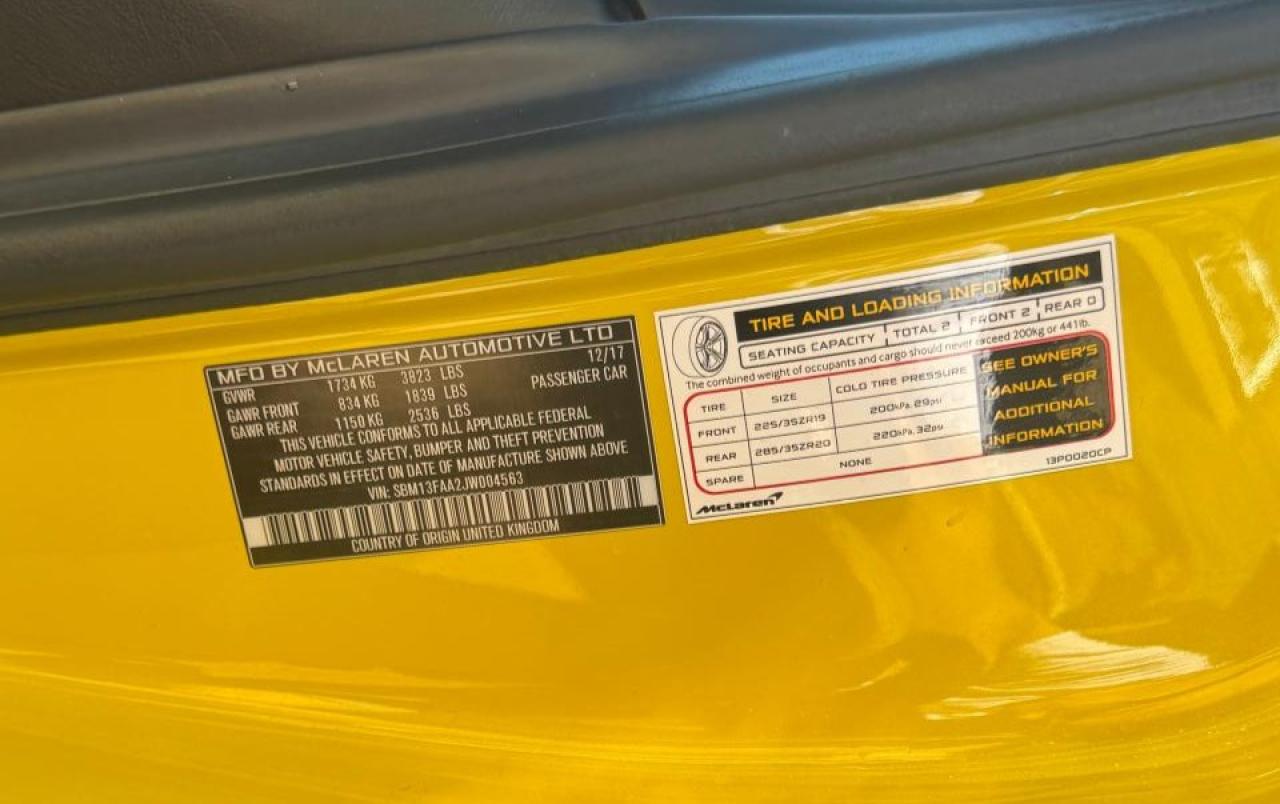 MFD BY McLAREN AUTOMOTIVE LTD
12/17
GVWR 1734 KG 3823 LBS
GAWR FRONT 834 KG 1839 LBS PASSENGER CAR
GAWR REAR 1150 KG 2536 LBS
THIS VEHICLE CONFORMS TO ALL APPLICABLE FEDERAL
MOTOR VEHICLE SAFETY, BUMPER AND THEFT PREVENTION
STANDARDS IN EFFECT ON DATE OF MANUFACTURE SHOWN ABOVE
VIN: SBM13FAA2JW004563
COUNTRY OF ORIGIN UNITED KINGDOM
TIRE AND LOADING INFORMATION
SEATING CAPACITY TOTAL 2 FRONT 2 REAR 0
The combined weight of occupants and cargo should never exceed 200kg or 441lb.
TIRE SIZE COLD TIRE PRESSURE
FRONT 225/35ZR19 200kPa, 29psi
REAR 285/35ZR20 220kPa, 32psi
SPARE NONE
SEE OWNER'S
MANUAL FOR
ADDITIONAL
INFORMATION
McLaren
13P0020CP